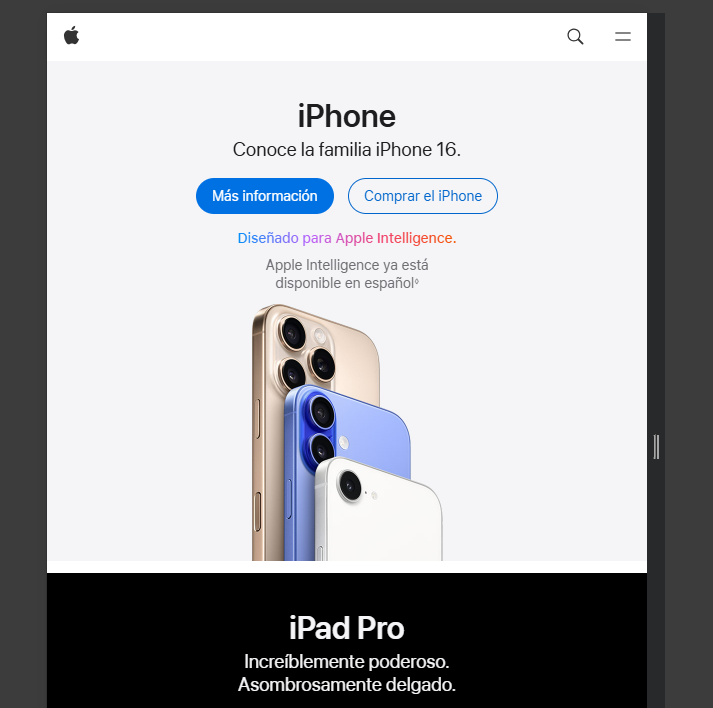 iPhone
Conoce la familia iPhone 16.
Más información
Comprar el iPhone
Diseñado para Apple Intelligence.
Apple Intelligence ya está
disponible en español◊
iPad Pro
Increíblemente poderoso.
Asombrosamente delgado.